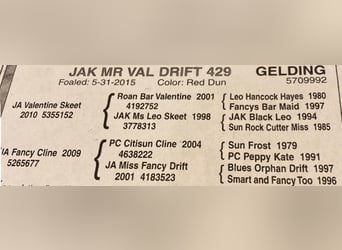 JAK MR VAL DRIFT 429 GELDING
Foaled: 5-31-2015 Color: Red Dun 5709992
Roan Bar Valentine 2001 Leo Hancock Hayes 1980
JA Valentine Skeet 4192752 Fancys Bar Maid 1997
2010 5355152 JAK Ms Leo Skeet 1998 JAK Black Leo 1994
3778313 Sun Rock Cutter Miss 1985
PC Citisun Cline 2004 Sun Frost 1979
JA Fancy Cline 2009 4638222 PC Peppy Kate 1991
5265677 JA Miss Fancy Drift Blues Orphan Drift 1997
2001 4183523 Smart and Fancy Too 1996